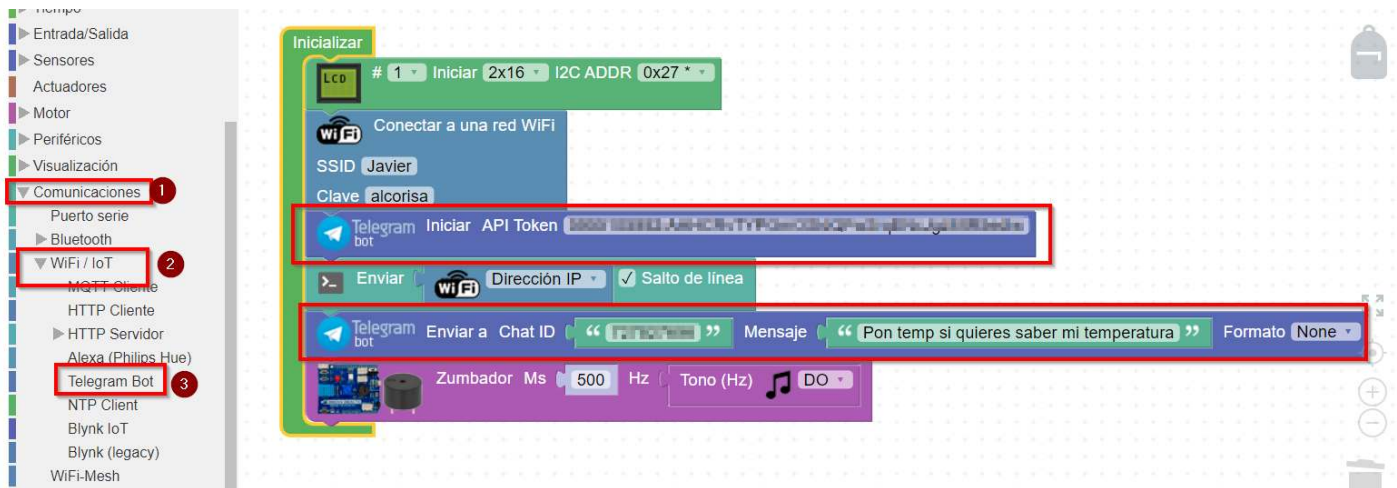 Tiempo
Entrada/Salida
Sensores
Actuadores
Motor
Periféricos
Visualización
Comunicaciones 1
Puerto serie
Bluetooth
WiFi / IoT 2
MQTT Cliente
HTTP Cliente
HTTP Servidor
Alexa (Philips Hue)
Telegram Bot 3
NTP Client
Blynk IoT
Blynk (legacy)
WiFi-Mesh
Inicializar
LCD # 1 Iniciar 2x16 I2C ADDR 0x27 *
WiFi Conectar a una red WiFi
SSID Javier
Clave alcorisa
Telegram bot Iniciar API Token
>_ Enviar WiFi Dirección IP Salto de línea
Telegram bot Enviar a Chat ID “ ” Mensaje “ Pon temp si quieres saber mi temperatura ” Formato None
Zumbador Ms 500 Hz Tono (Hz) DO